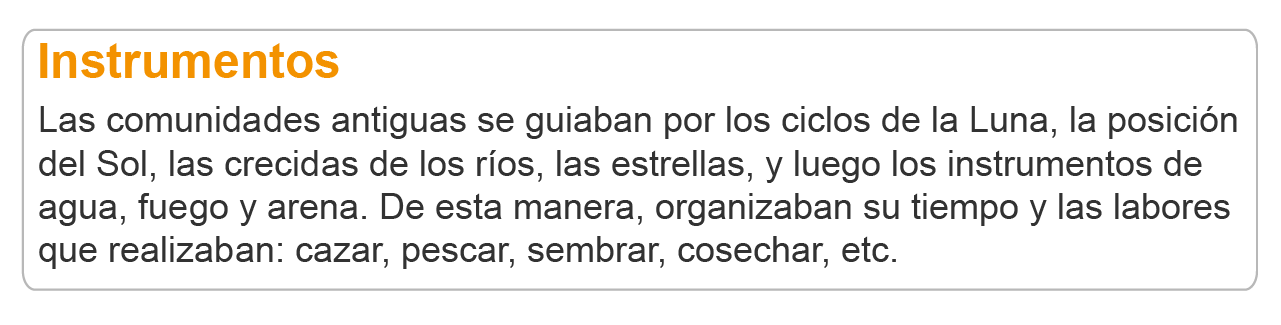 Instrumentos
Las comunidades antiguas se guiaban por los ciclos de la Luna, la posición
del Sol, las crecidas de los ríos, las estrellas, y luego los instrumentos de
agua, fuego y arena. De esta manera, organizaban su tiempo y las labores
que realizaban: cazar, pescar, sembrar, cosechar, etc.